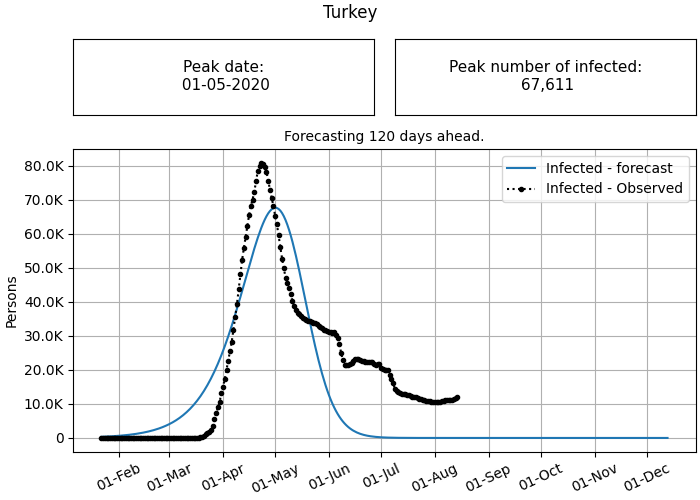 Turkey
Peak date:
01-05-2020
Peak number of infected:
67,611
Forecasting 120 days ahead.
Infected - forecast
Infected - Observed
Persons
80.0K
70.0K
60.0K
50.0K
40.0K
30.0K
20.0K
10.0K
0
01-Feb
01-Mar
01-Apr
01-May
01-Jun
01-Jul
01-Aug
01-Sep
01-Oct
01-Nov
01-Dec